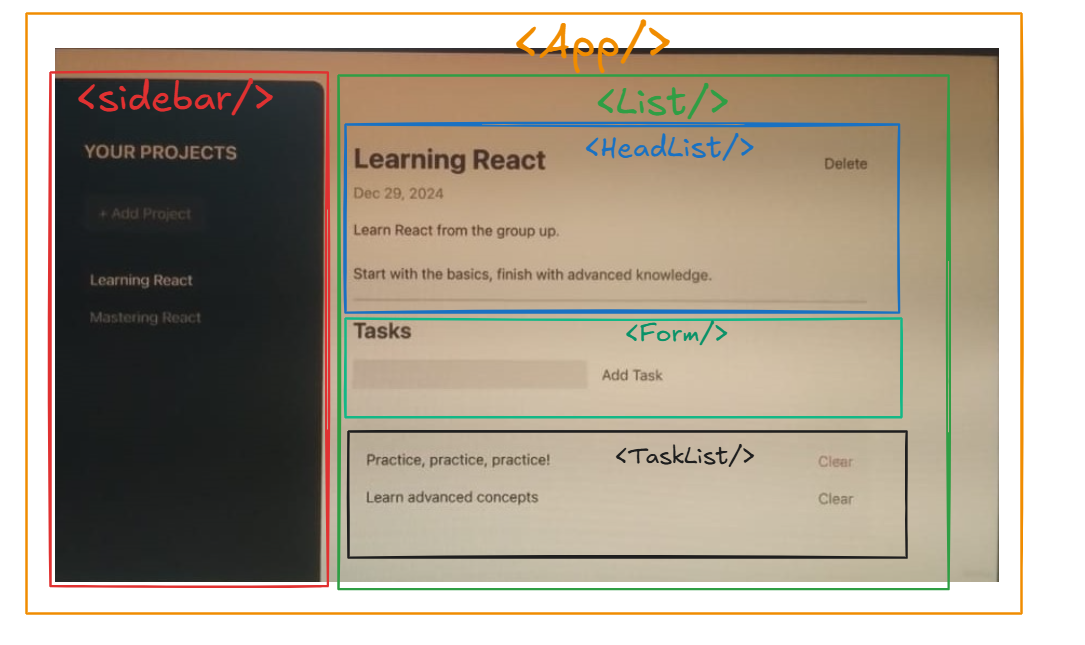 <App/>
<sidebar/>
YOUR PROJECTS
+ Add Project
Learning React
Mastering React
<List/>
<HeadList/>
Learning React
Delete
Dec 29, 2024
Learn React from the group up.
Start with the basics, finish with advanced knowledge.
Tasks
<Form/>
Add Task
<TaskList/>
Practice, practice, practice!
Clear
Learn advanced concepts
Clear